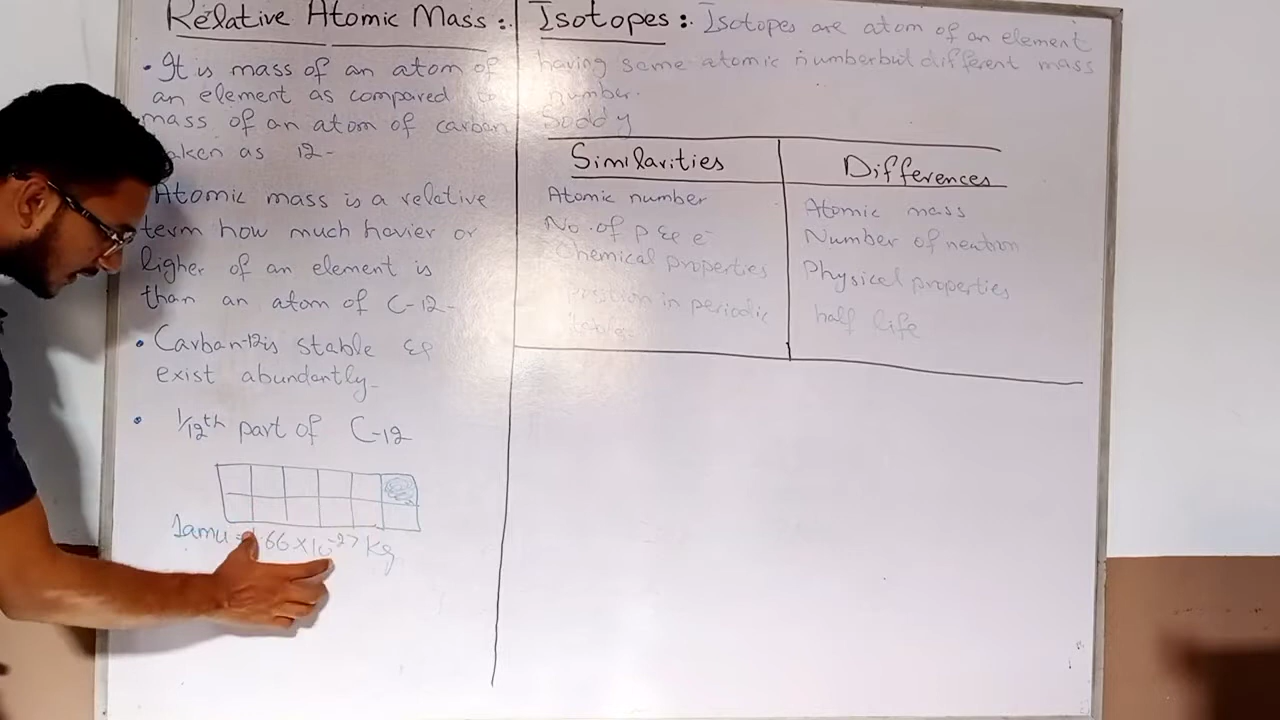 Relative Atomic Mass :.
• It is mass of an atom of
an element as compared to
mass of an atom of carban
taken as 12-
Atomic mass is a relative
term how much havier or
ligher of an element is
than an atom of C-12-
• Carban-12 is stable &
exist abundantly-
• 1/12th part of C-12
1amu = 1.66×10-27 Kg
Isotopes :. Isotopes are atom of an element
having same atomic number but different mass
number.
Soddy
Similarities
Atomic number
No. of p & e-
Chemical properties
position in periodic
Differences
Atomic mass
Number of neutron
Physical properties
half life